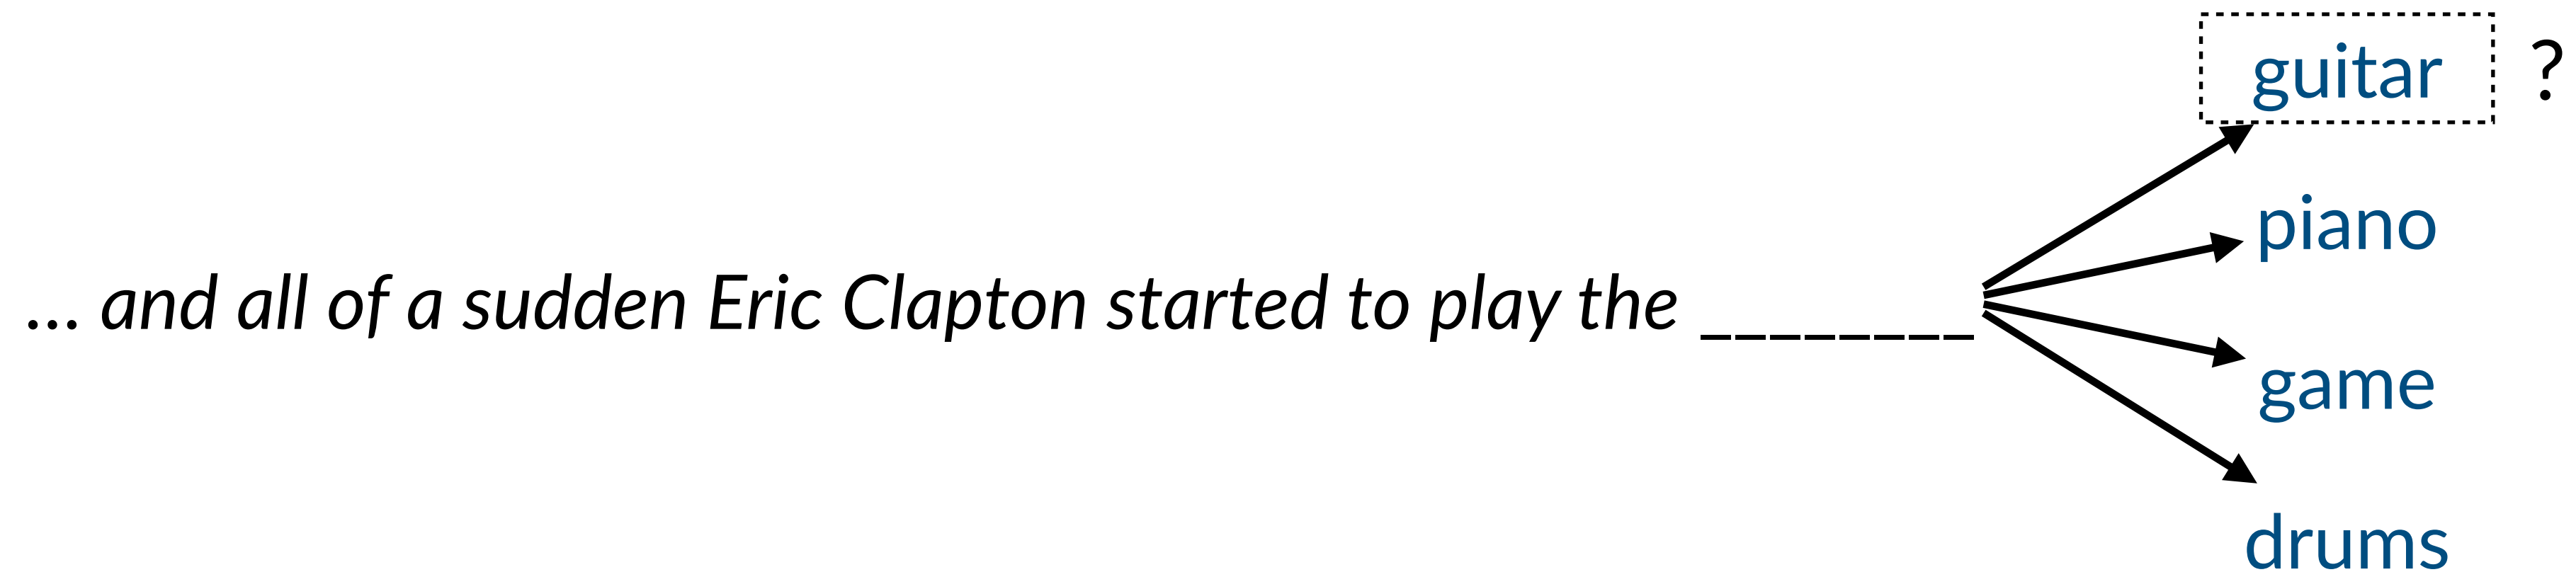 guitar ?
piano
... and all of a sudden Eric Clapton started to play the ________
game
drums